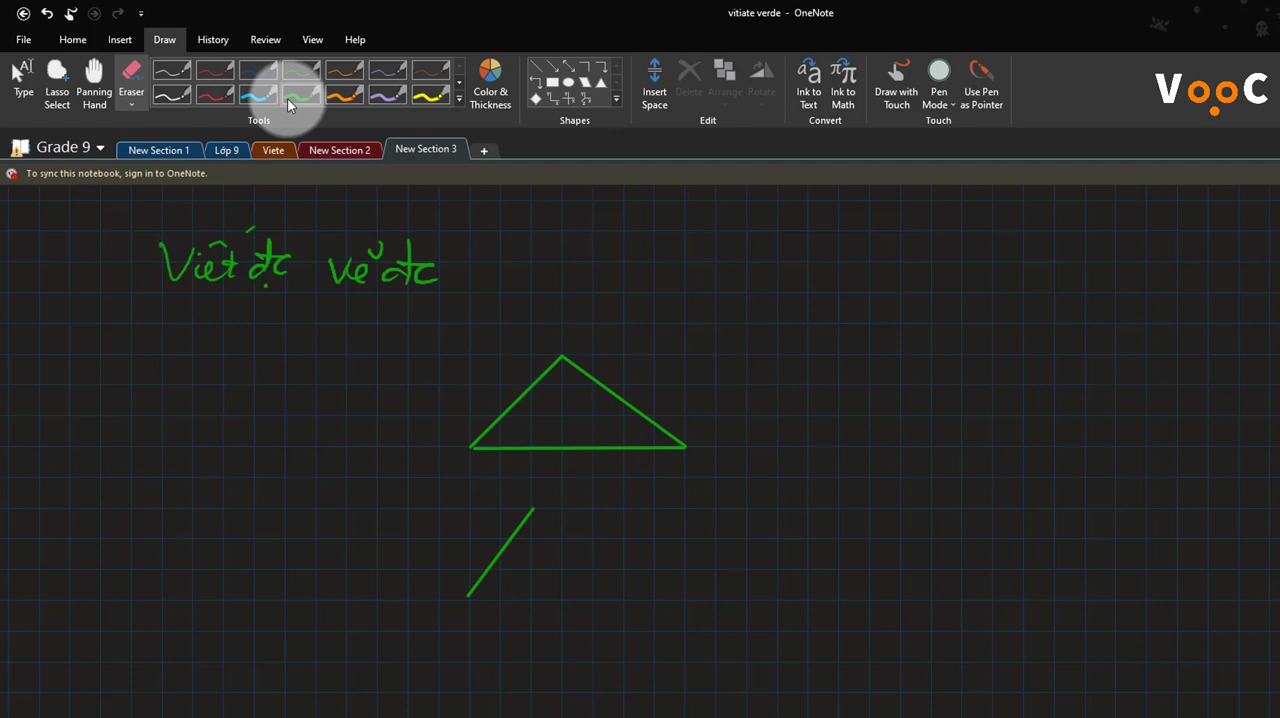 vitiate verde - OneNote
File Home Insert Draw History Review View Help
Type Lasso Select Panning Hand Eraser Color & Thickness Insert Space Delete Arrange Rotate Ink to Text Ink to Math Draw with Touch Pen Mode Use Pen as Pointer
Tools Shapes Edit Convert Touch
VooC
Grade 9 New Section 1 Lớp 9 Viete New Section 2 New Section 3 +
To sync this notebook, sign in to OneNote.
Viết đc vẽ đc